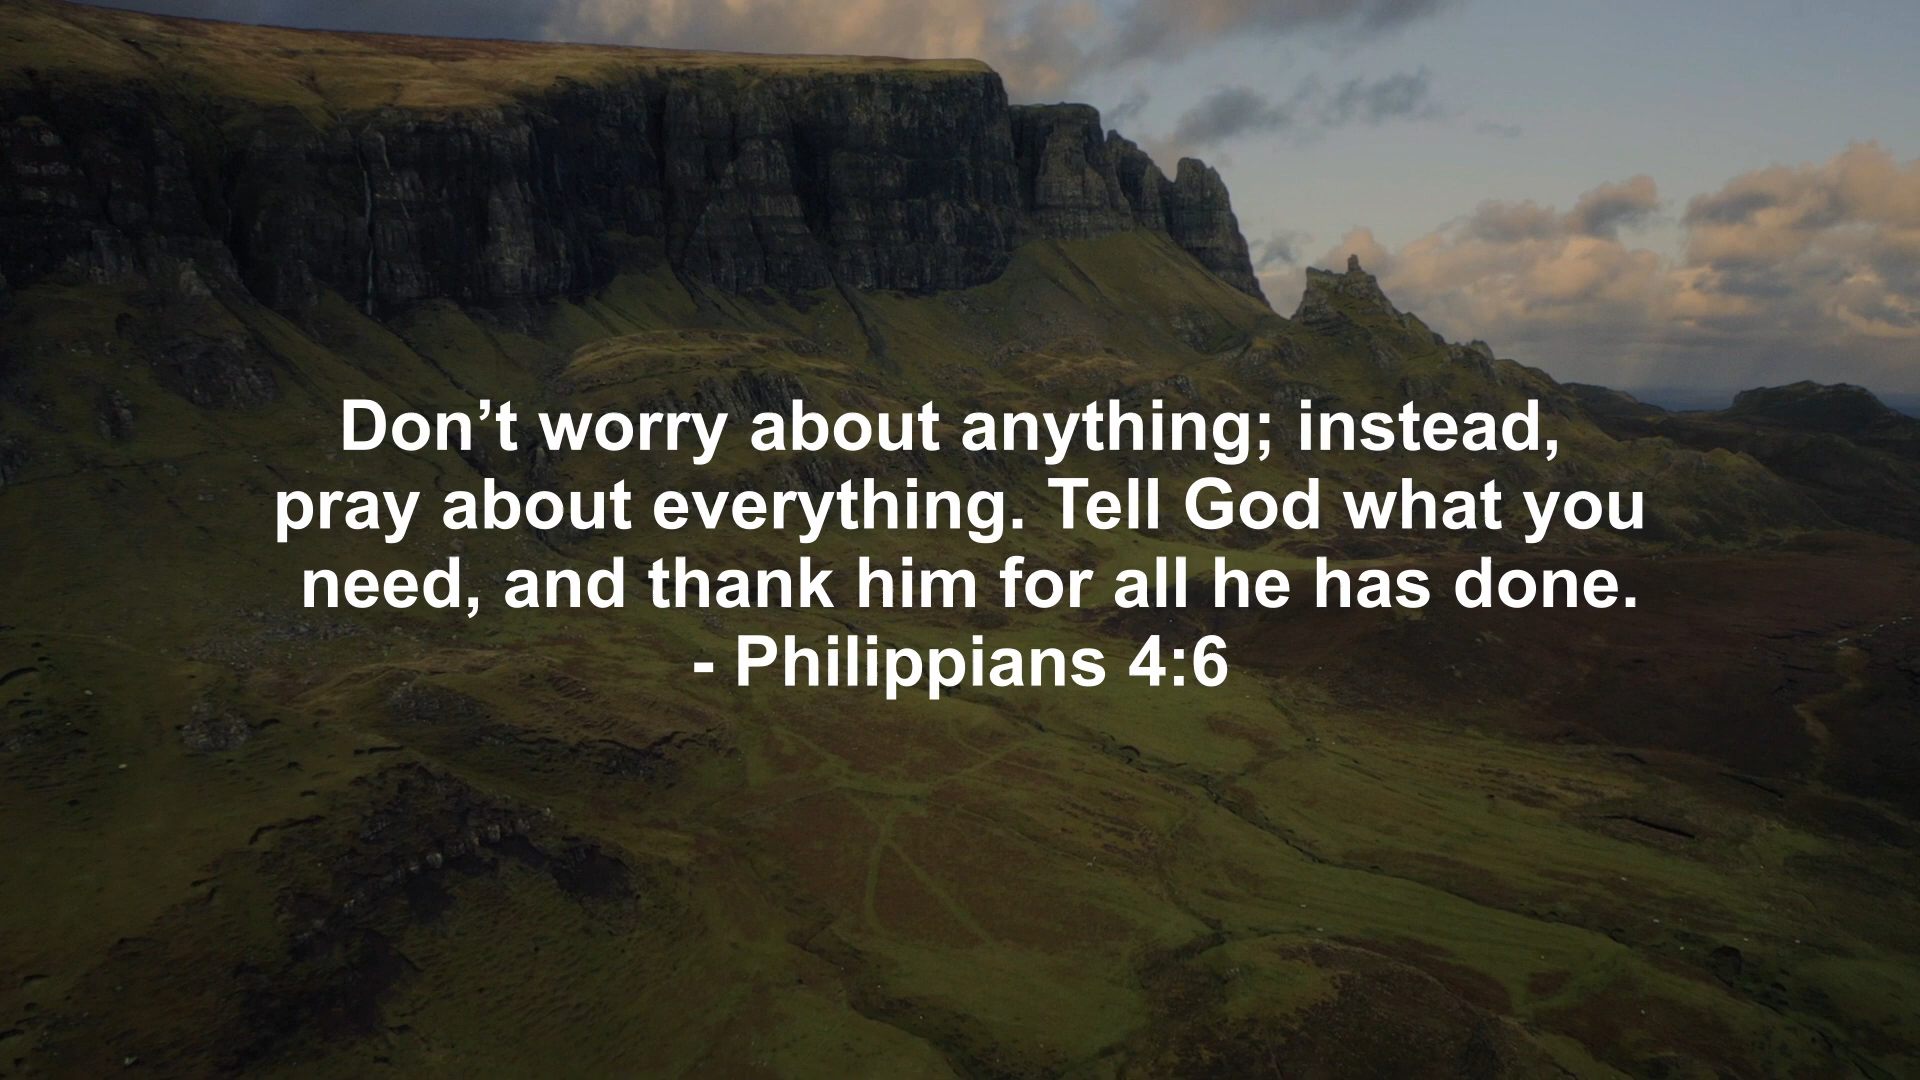 Don’t worry about anything; instead,
pray about everything. Tell God what you
need, and thank him for all he has done.
- Philippians 4:6